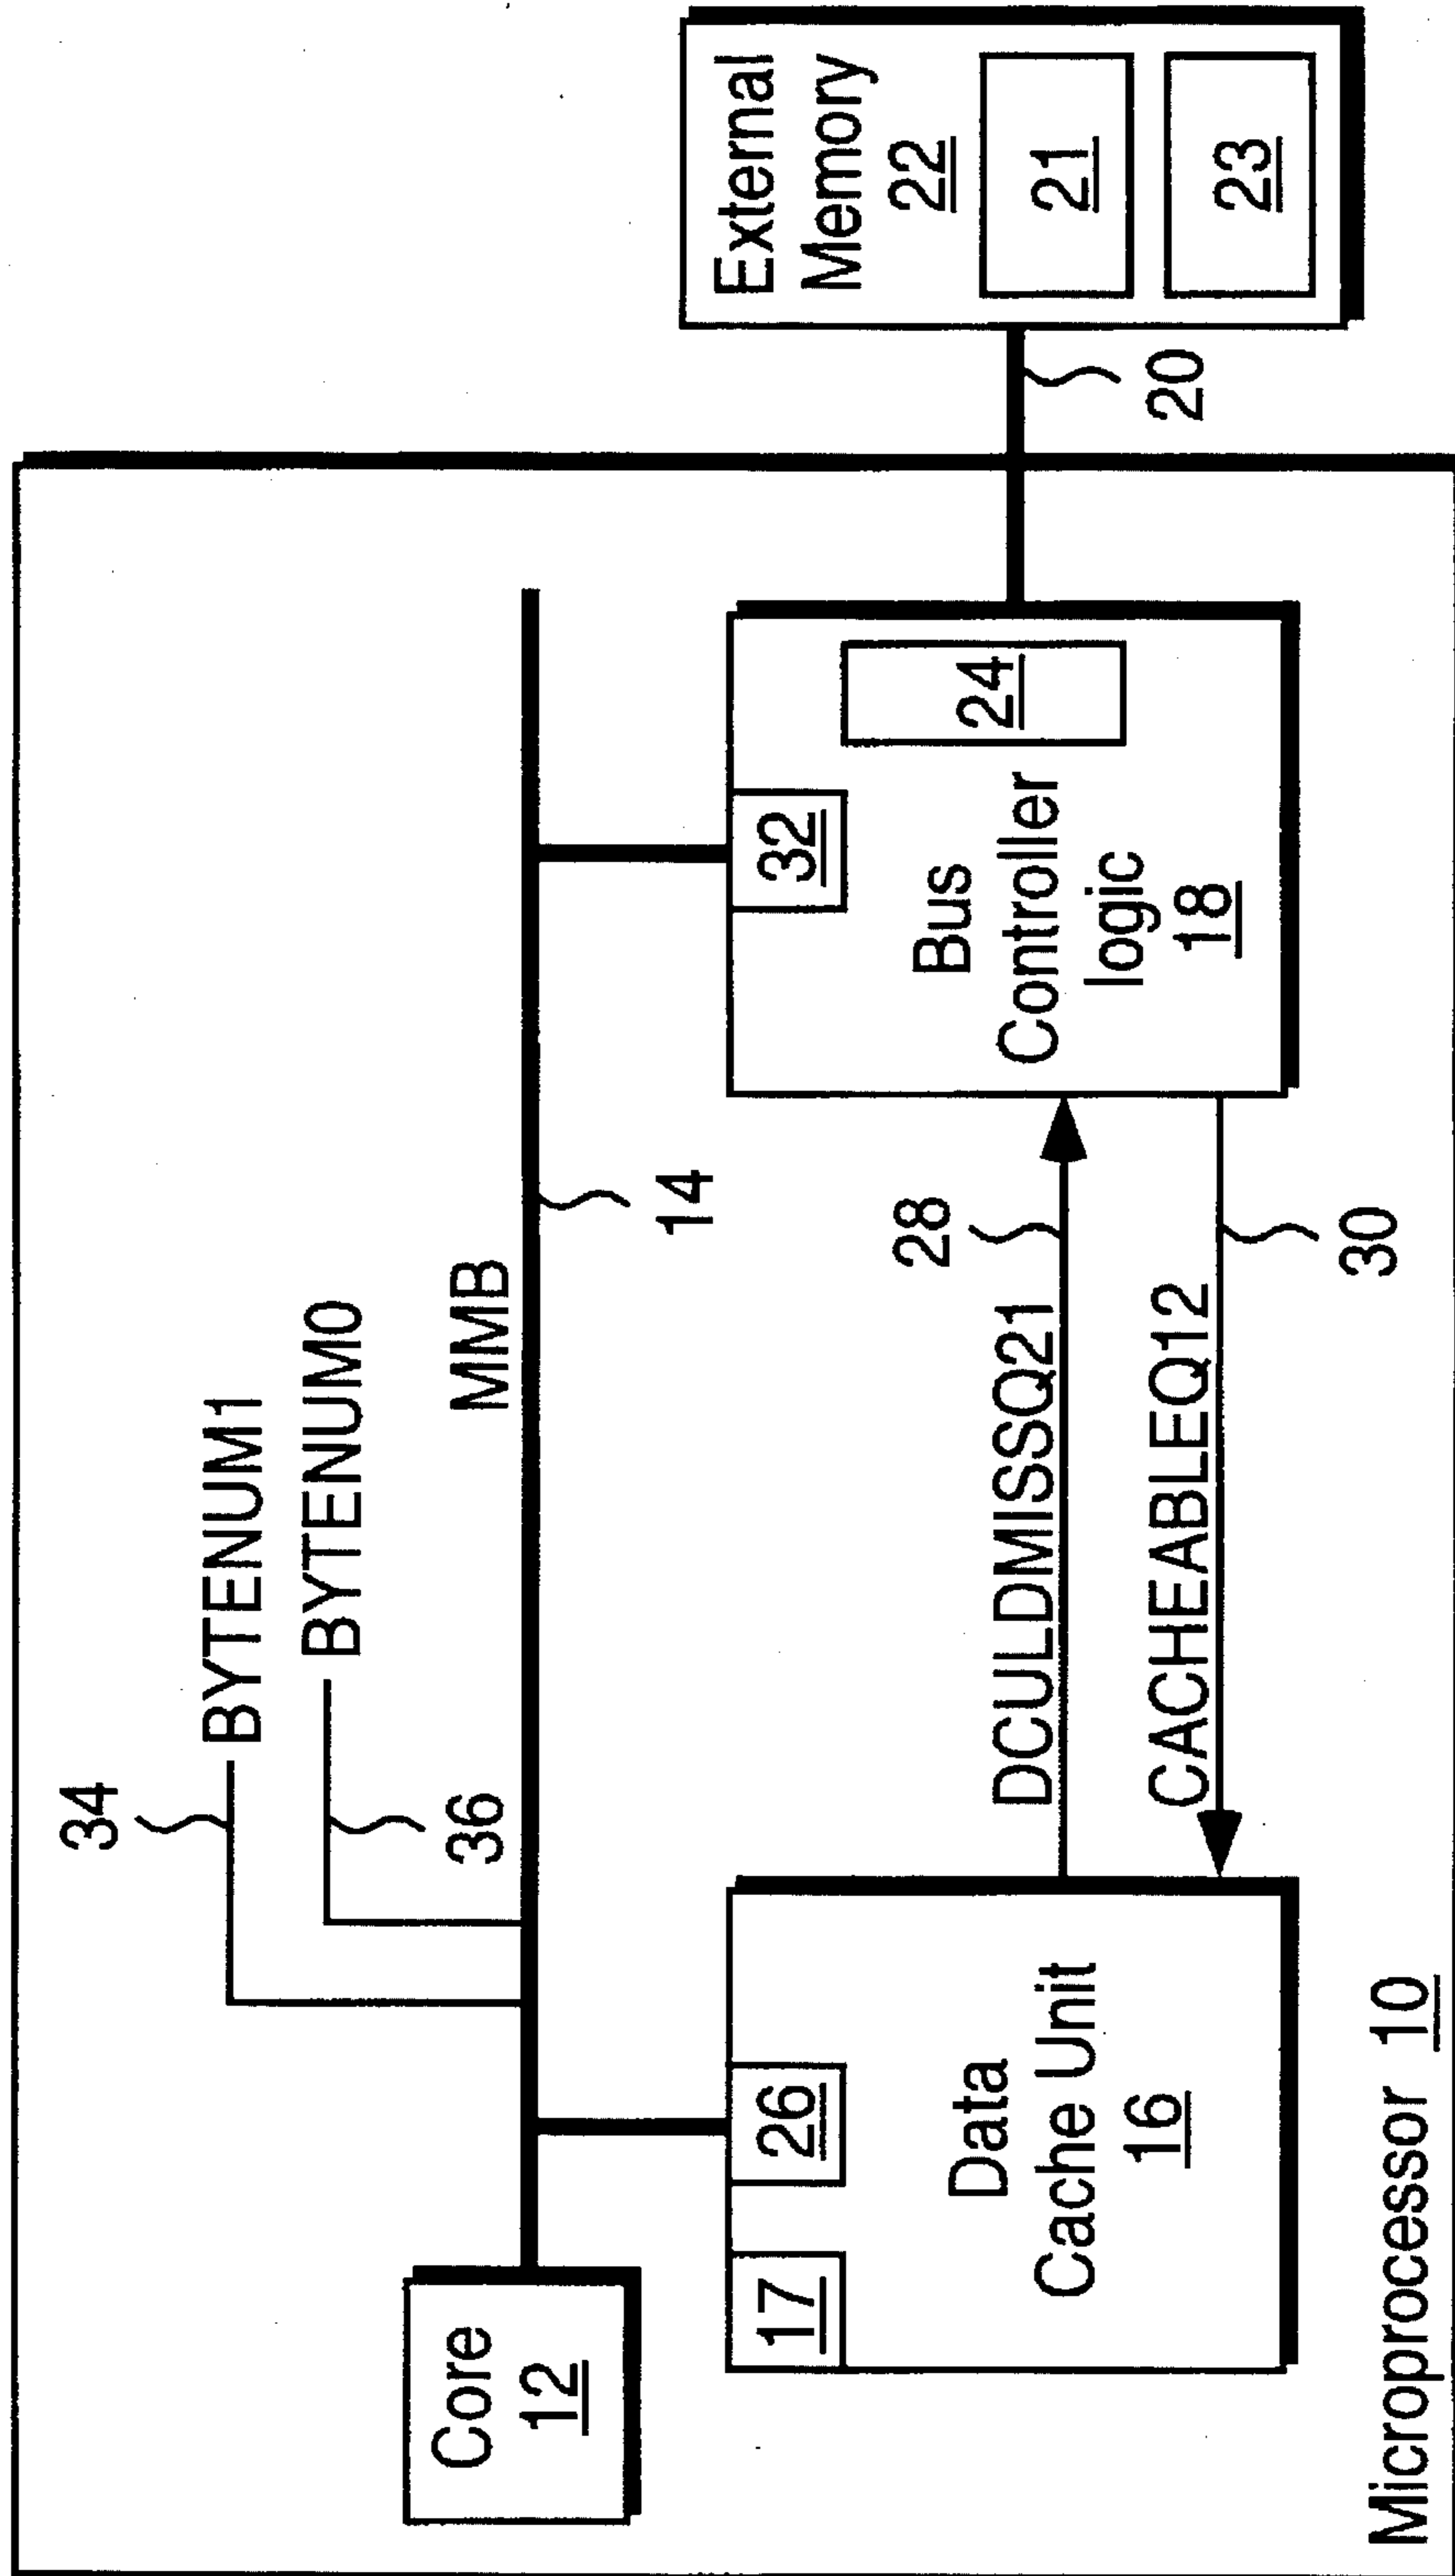 34
BYTENUM1
BYTENUM0
36
MMB
14
Core
12
17
26
Data
Cache Unit
16
DCULDMISSQ21
28
CACHEABLEQ12
30
32
24
Bus
Controller
logic
18
20
External
Memory
22
21
23
Microprocessor 10